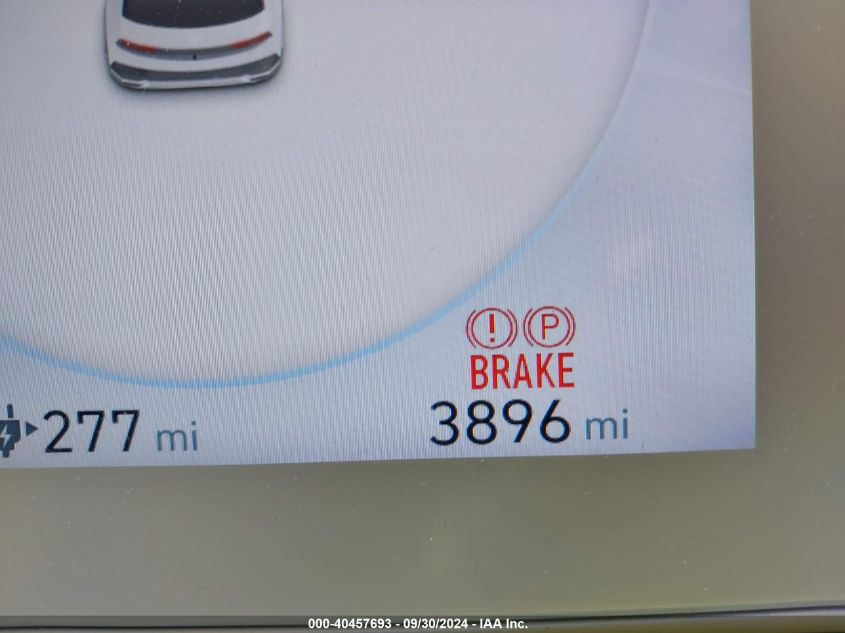 ! P
BRAKE
277 mi
3896 mi
000-40457693 - 09/30/2024 - IAA Inc.